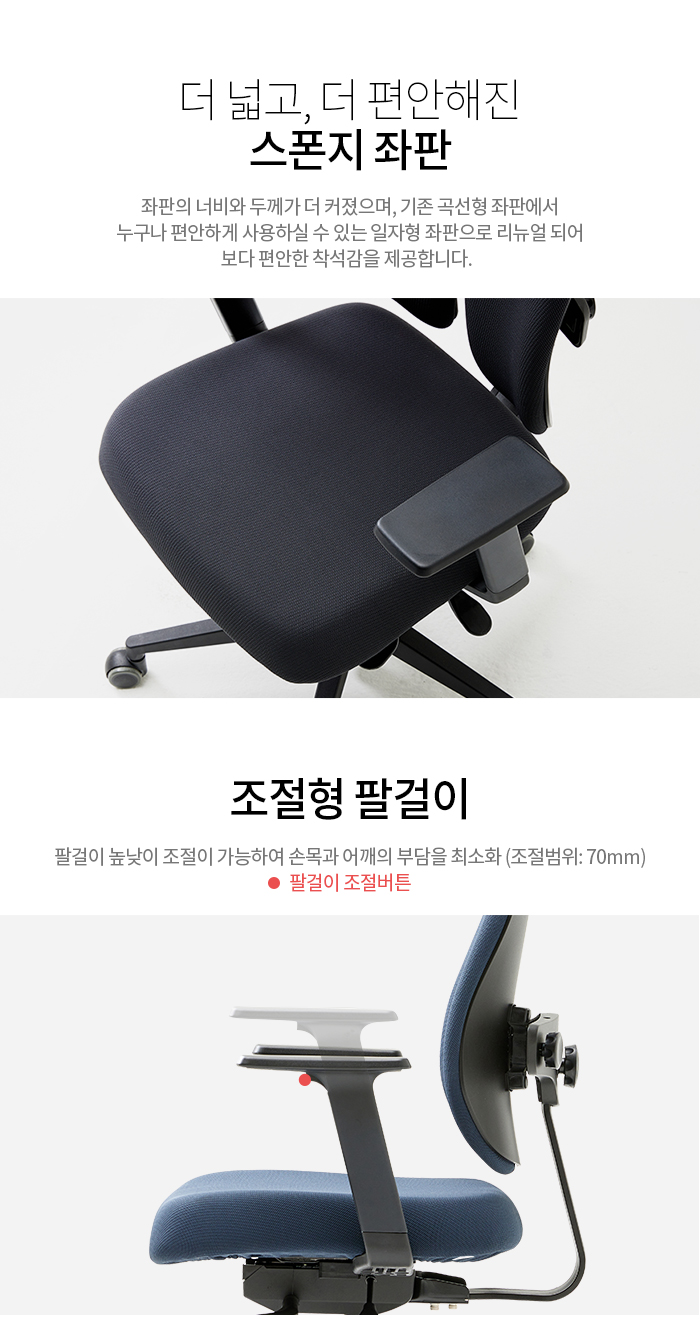 더 넓고, 더 편안해진
스폰지 좌판
좌판의 너비와 두께가 더 커졌으며, 기존 곡선형 좌판에서
누구나 편안하게 사용하실 수 있는 일자형 좌판으로 리뉴얼 되어
보다 편안한 착석감을 제공합니다.
조절형 팔걸이
팔걸이 높낮이 조절이 가능하여 손목과 어깨의 부담을 최소화 (조절범위: 70mm)
팔걸이 조절버튼